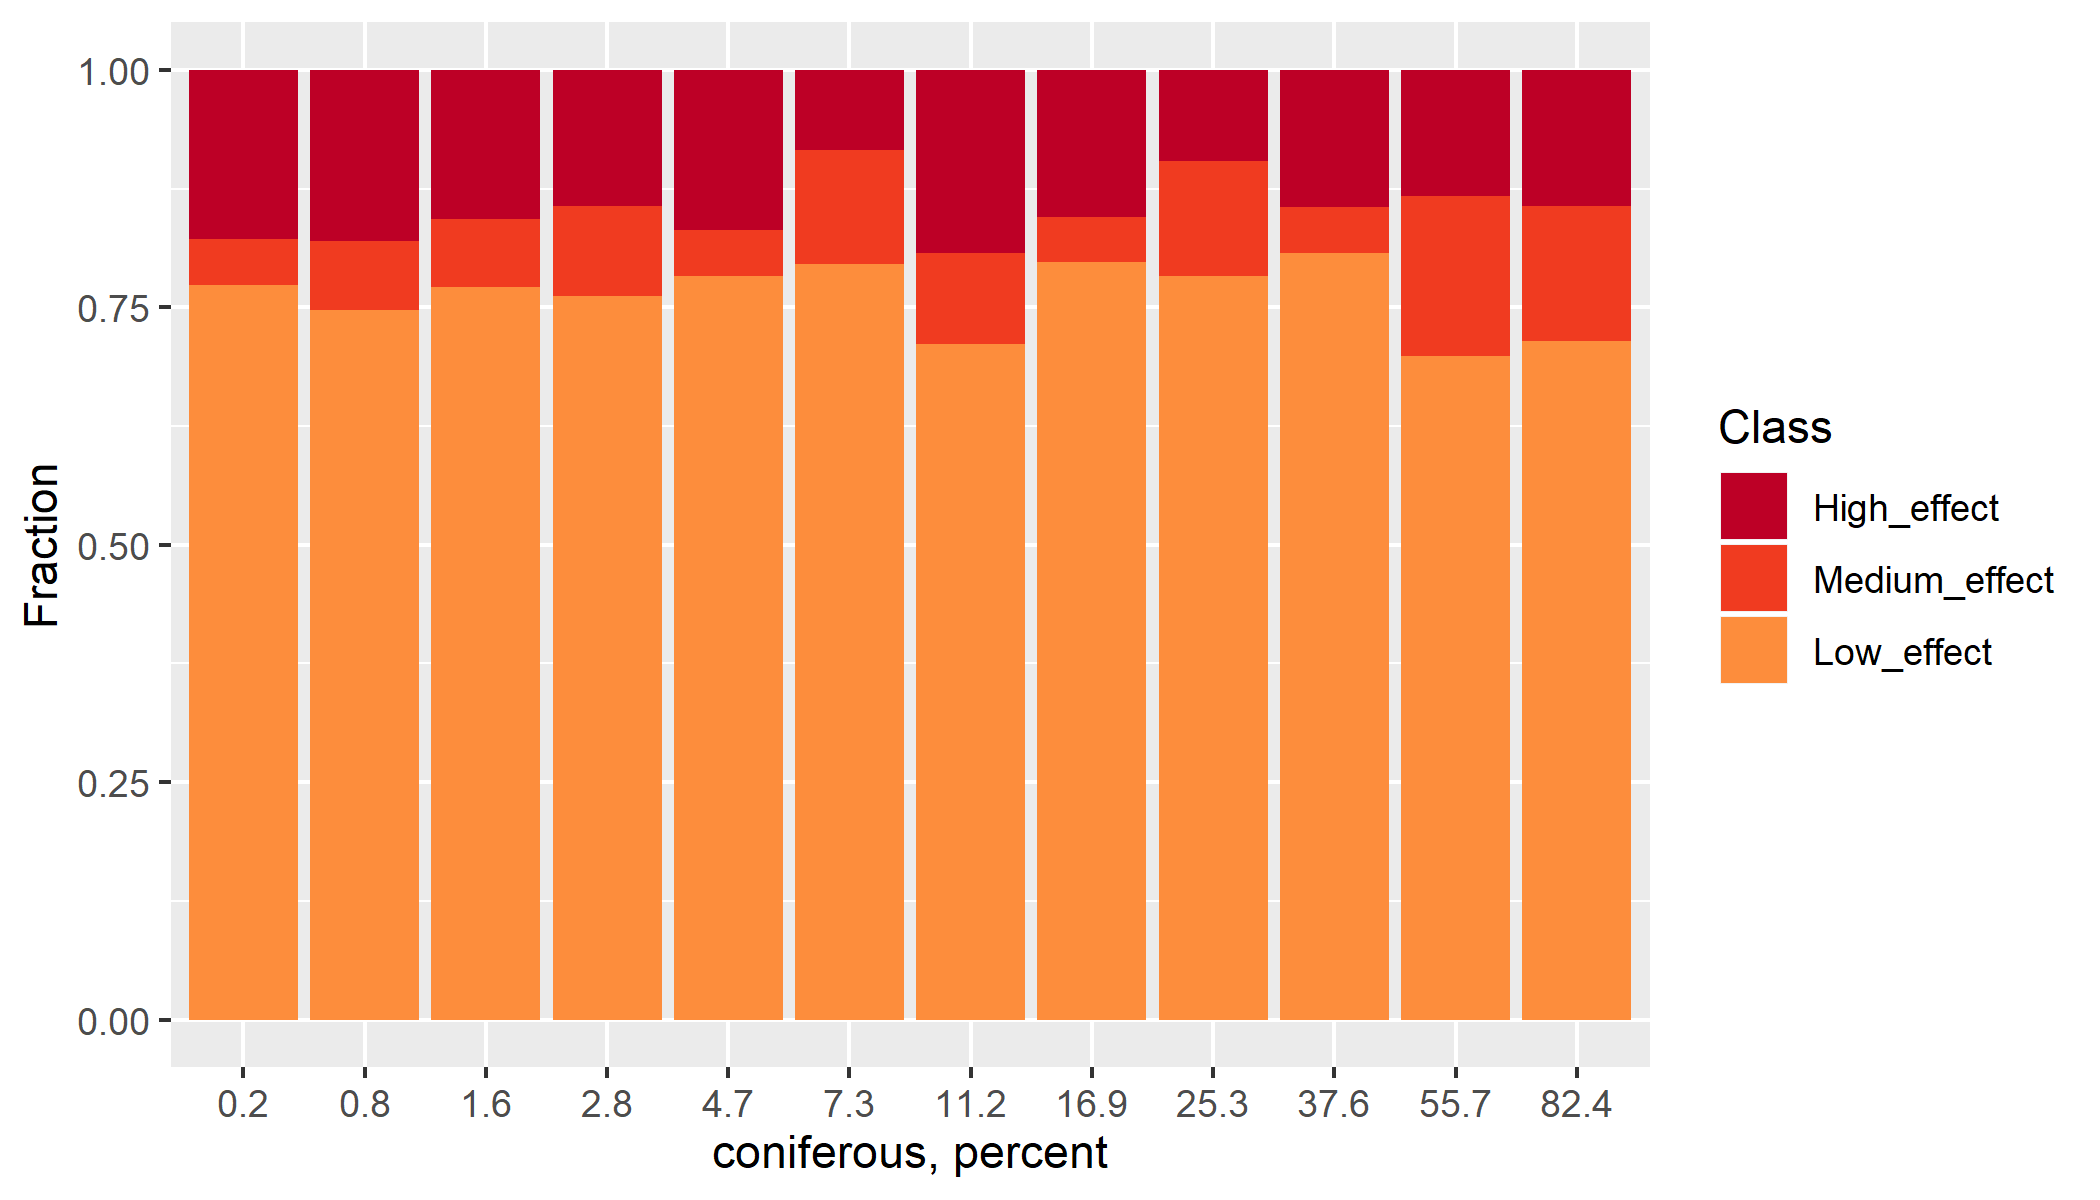 1.00
0.75
0.50
0.25
0.00
Fraction
0.2 0.8 1.6 2.8 4.7 7.3 11.2 16.9 25.3 37.6 55.7 82.4
coniferous, percent
Class
High_effect
Medium_effect
Low_effect